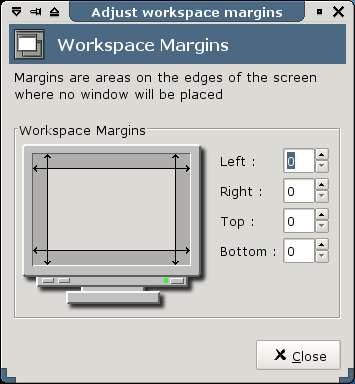 Adjust workspace margins
Workspace Margins
Margins are areas on the edges of the screen
where no window will be placed
Workspace Margins
Left : 0
Right : 0
Top : 0
Bottom : 0
Close